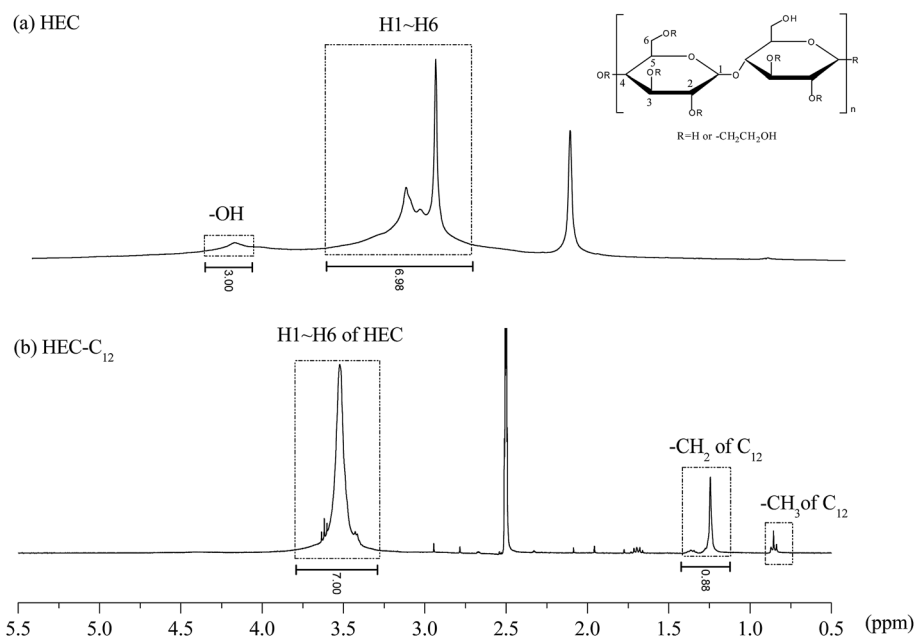 (a) HEC
H1~H6
-OH
3.00
6.98
OR
6
5
O
OR
4
OR
3
2
OR
1
O
OH
O
OR
OR
R
n
R=H or -CH₂CH₂OH
(b) HEC-C₁₂
H1~H6 of HEC
-CH₂ of C₁₂
-CH₃of C₁₂
7.00
0.88
5.5 5.0 4.5 4.0 3.5 3.0 2.5 2.0 1.5 1.0 0.5 (ppm)